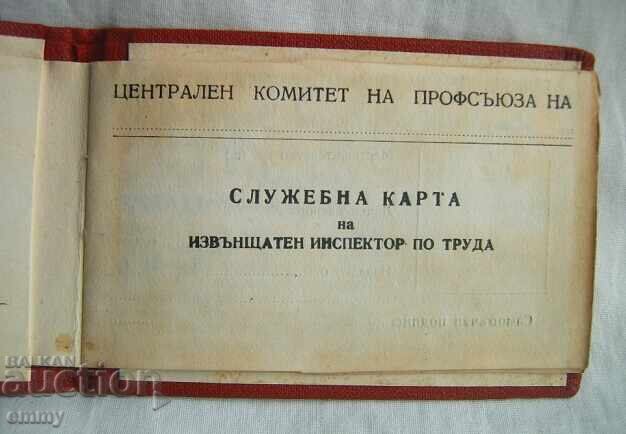 ЦЕНТРАЛЕН КОМИТЕТ НА ПРОФСЪЮЗА НА
СЛУЖЕБНА КАРТА
на
ИЗВЪНЩАТЕН ИНСПЕКТОР ПО ТРУДА
BALKAN
auction
emmy